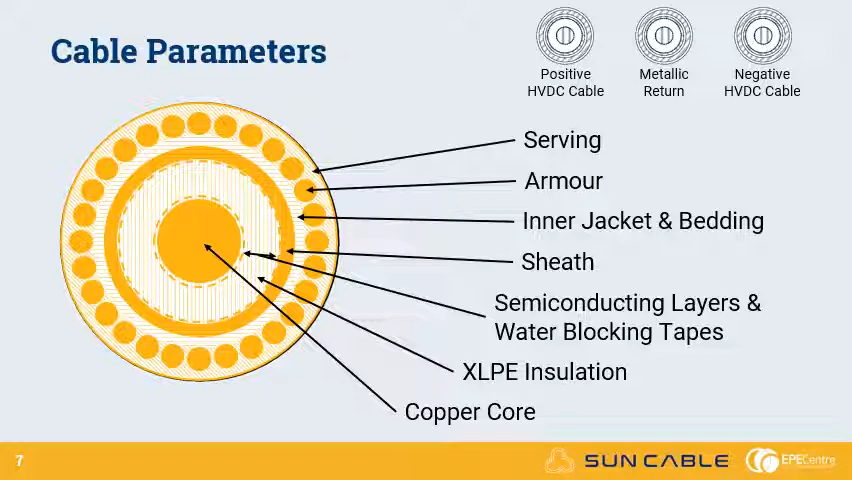 Cable Parameters
Positive
HVDC Cable
Metallic
Return
Negative
HVDC Cable
Serving
Armour
Inner Jacket & Bedding
Sheath
Semiconducting Layers &
Water Blocking Tapes
XLPE Insulation
Copper Core
7
SUN CABLE
EPECentre